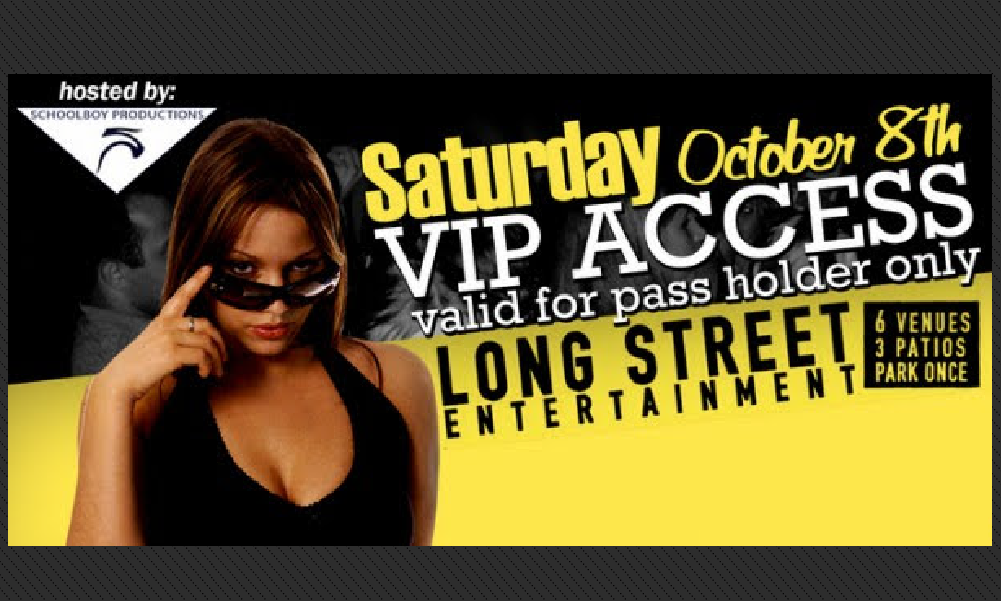 hosted by:
SCHOOLBOY PRODUCTIONS
Saturday October 8th
VIP ACCESS
valid for pass holder only
LONG STREET
ENTERTAINMENT
6 VENUES
3 PATIOS
PARK ONCE